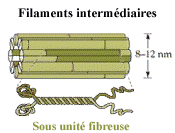 Filaments intermédiaires
8–12 nm
Sous unité fibreuse